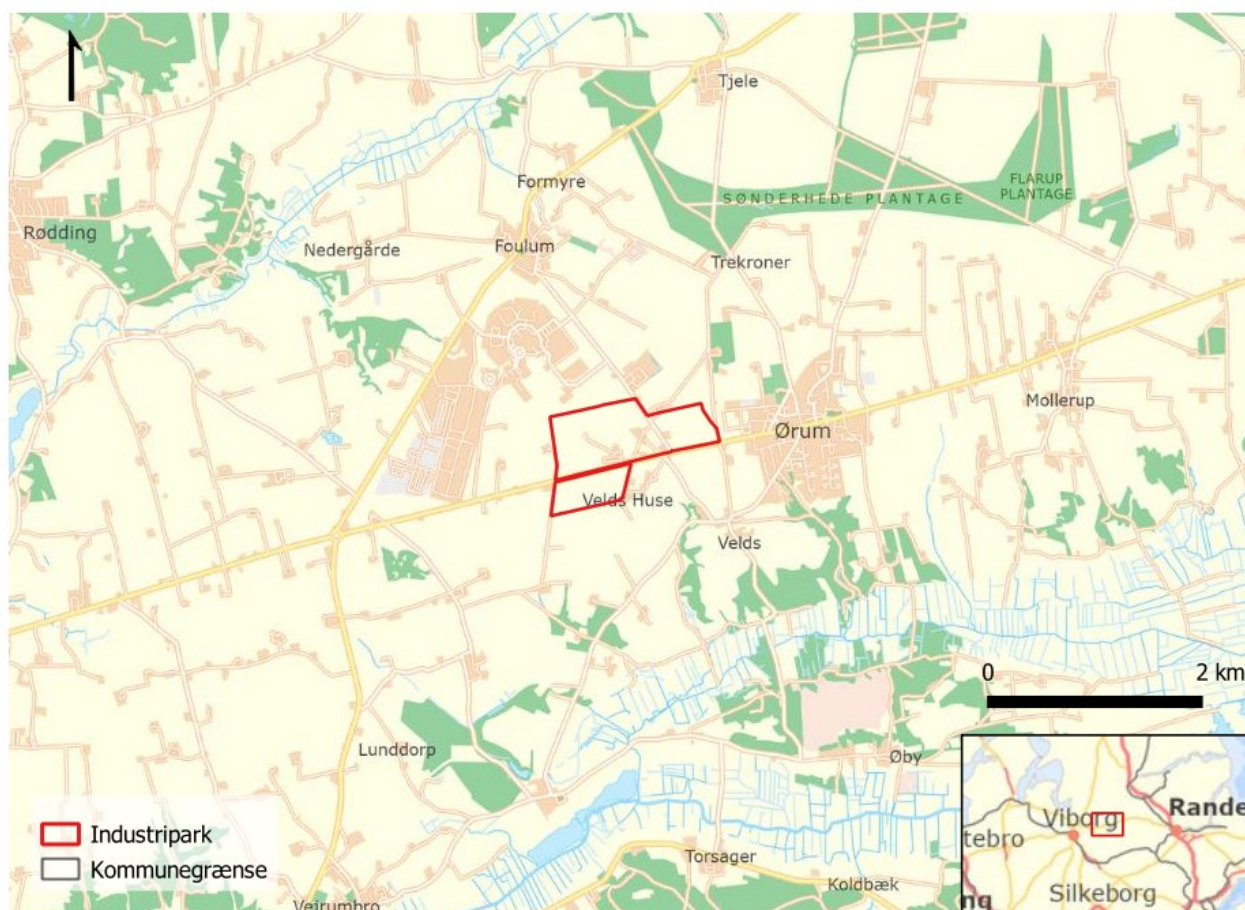 Tjele
Formyre
SØNDERHEDE PLANTAGE
FLARUP
PLANTAGE
Rødding
Nedergårde
Foulum
Trekroner
Mollerup
Ørum
Velds Huse
Velds
0 2 km
Lunddorp
Øby
Industripark
Kommunegrænse
Torsager
Koldbæk
Vejrumbro
Viborg
Rande
tebro
Silkeborg
ng